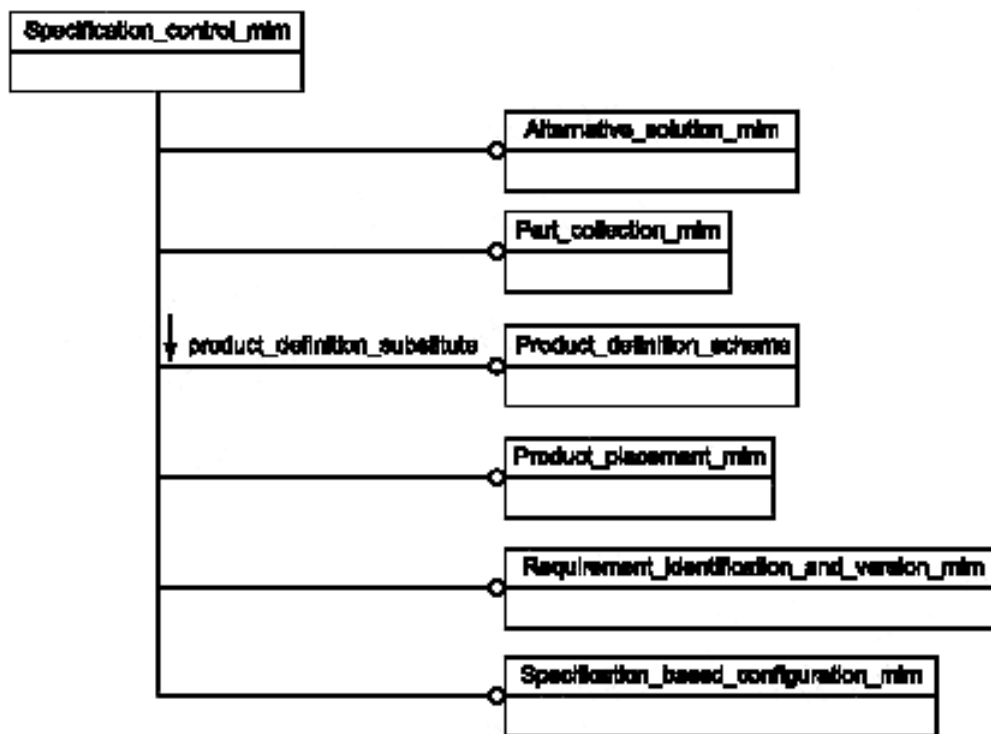 Specification_control_mim
Alternative_solution_mim
Part_collection_mim
product_definition_substitute
Product_definition_schema
Product_placement_mim
Requirement_identification_and_version_mim
Specification_based_configuration_mim